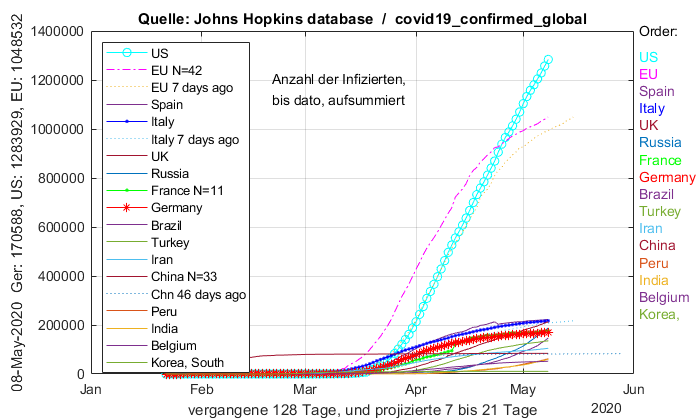 Quelle: Johns Hopkins database / covid19_confirmed_global
08-May-2020 Ger: 170588, US: 1283929, EU: 1048532
1400000
1200000
1000000
800000
600000
400000
200000
0
US
EU N=42
EU 7 days ago
Spain
Italy
Italy 7 days ago
UK
Russia
France N=11
Germany
Brazil
Turkey
Iran
China N=33
Chn 46 days ago
Peru
India
Belgium
Korea, South
Anzahl der Infizierten,
bis dato, aufsummiert
Order:
US
EU
Spain
Italy
UK
Russia
France
Germany
Brazil
Turkey
Iran
China
Peru
India
Belgium
Korea,
Jan Feb Mar Apr May Jun
2020
vergangene 128 Tage, und projizierte 7 bis 21 Tage